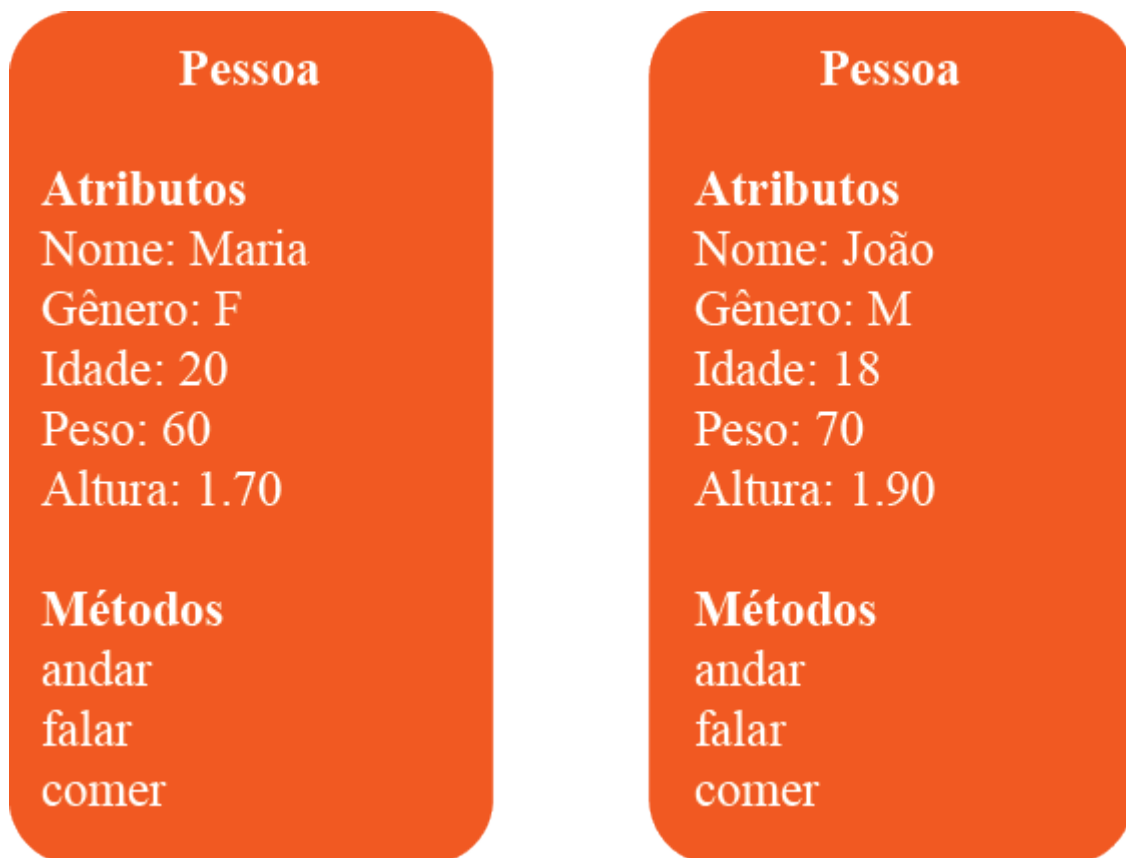 Pessoa
Atributos
Nome: Maria
Gênero: F
Idade: 20
Peso: 60
Altura: 1.70
Métodos
andar
falar
comer
Pessoa
Atributos
Nome: João
Gênero: M
Idade: 18
Peso: 70
Altura: 1.90
Métodos
andar
falar
comer